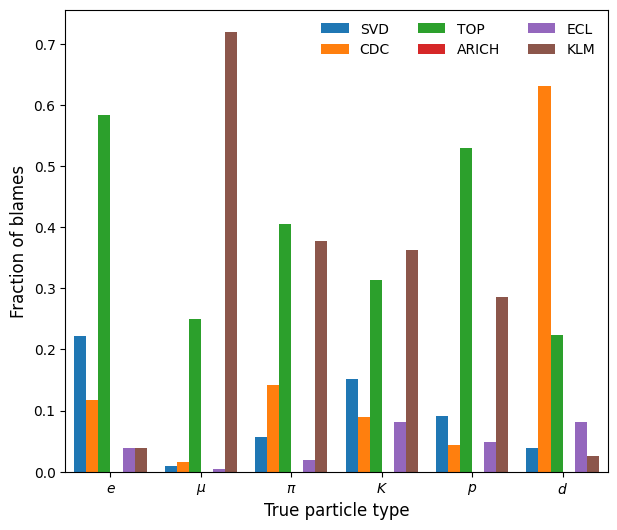 SVD TOP ECL
CDC ARICH KLM
Fraction of blames
0.7
0.6
0.5
0.4
0.3
0.2
0.1
0.0
e μ π K p d
True particle type